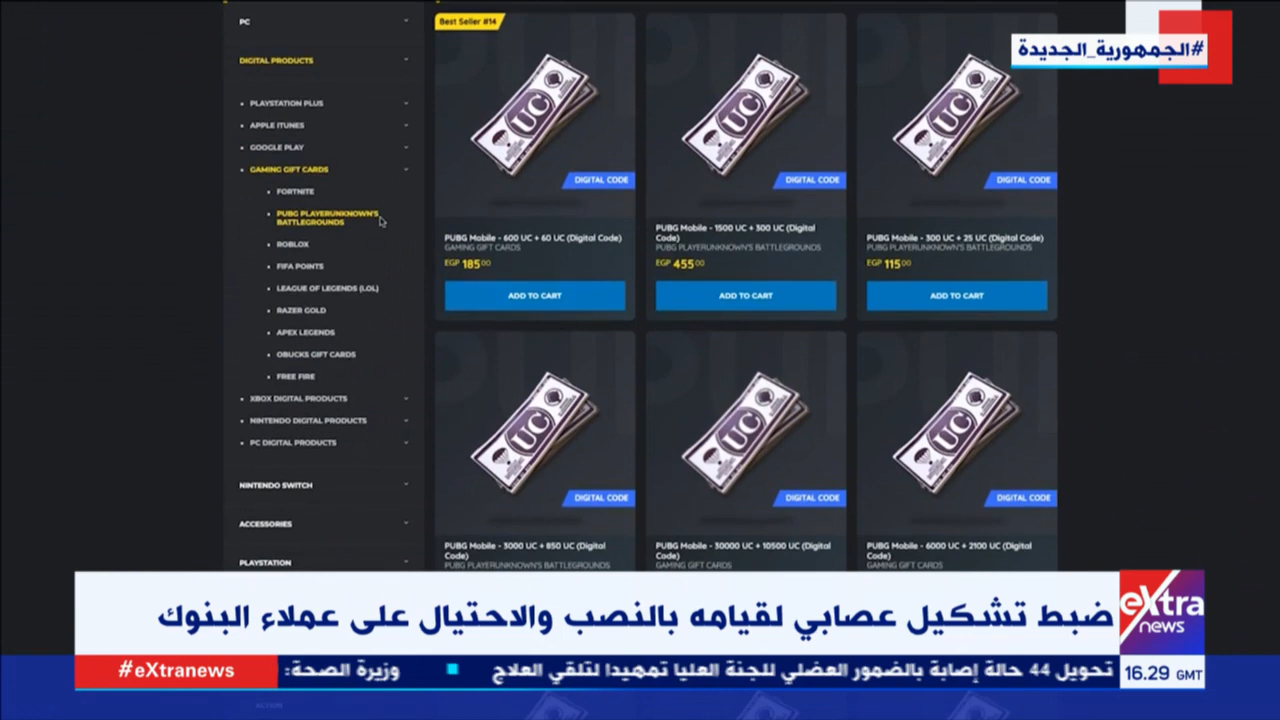 PC
DIGITAL PRODUCTS
PLAYSTATION PLUS
APPLE ITUNES
GOOGLE PLAY
GAMING GIFT CARDS
FORTNITE
PUBG PLAYERUNKNOWN'S
BATTLEGROUNDS
ROBLOX
FIFA POINTS
LEAGUE OF LEGENDS (LOL)
RAZER GOLD
APEX LEGENDS
OBUCKS GIFT CARDS
FREE FIRE
XBOX DIGITAL PRODUCTS
NINTENDO DIGITAL PRODUCTS
PC DIGITAL PRODUCTS
NINTENDO SWITCH
ACCESSORIES
PLAYSTATION
Best Seller #14
UC
DIGITAL CODE
PUBG Mobile - 600 UC + 60 UC (Digital Code)
GAMING GIFT CARDS
EGP 185.00
ADD TO CART
UC
DIGITAL CODE
PUBG Mobile - 1500 UC + 300 UC (Digital
Code)
PUBG PLAYERUNKNOWN'S BATTLEGROUNDS
EGP 455.00
ADD TO CART
UC
DIGITAL CODE
PUBG Mobile - 300 UC + 25 UC (Digital Code)
PUBG PLAYERUNKNOWN'S BATTLEGROUNDS
EGP 115.00
ADD TO CART
UC
DIGITAL CODE
PUBG Mobile - 3000 UC + 850 UC (Digital
Code)
PUBG PLAYERUNKNOWN'S BATTLEGROUNDS
UC
DIGITAL CODE
PUBG Mobile - 30000 UC + 10500 UC (Digital
Code)
GAMING GIFT CARDS
UC
DIGITAL CODE
PUBG Mobile - 6000 UC + 2100 UC (Digital
Code)
GAMING GIFT CARDS
#الجمهورية_الجديدة
ضبط تشكيل عصابي لقيامه بالنصب والاحتيال على عملاء البنوك
eXtra
news
تحويل 44 حالة إصابة بالضمور العضلي للجنة العليا تمهيدا لتلقي العلاج ■ وزيرة الصحة:
#eXtranews
16.29 GMT
ACTION